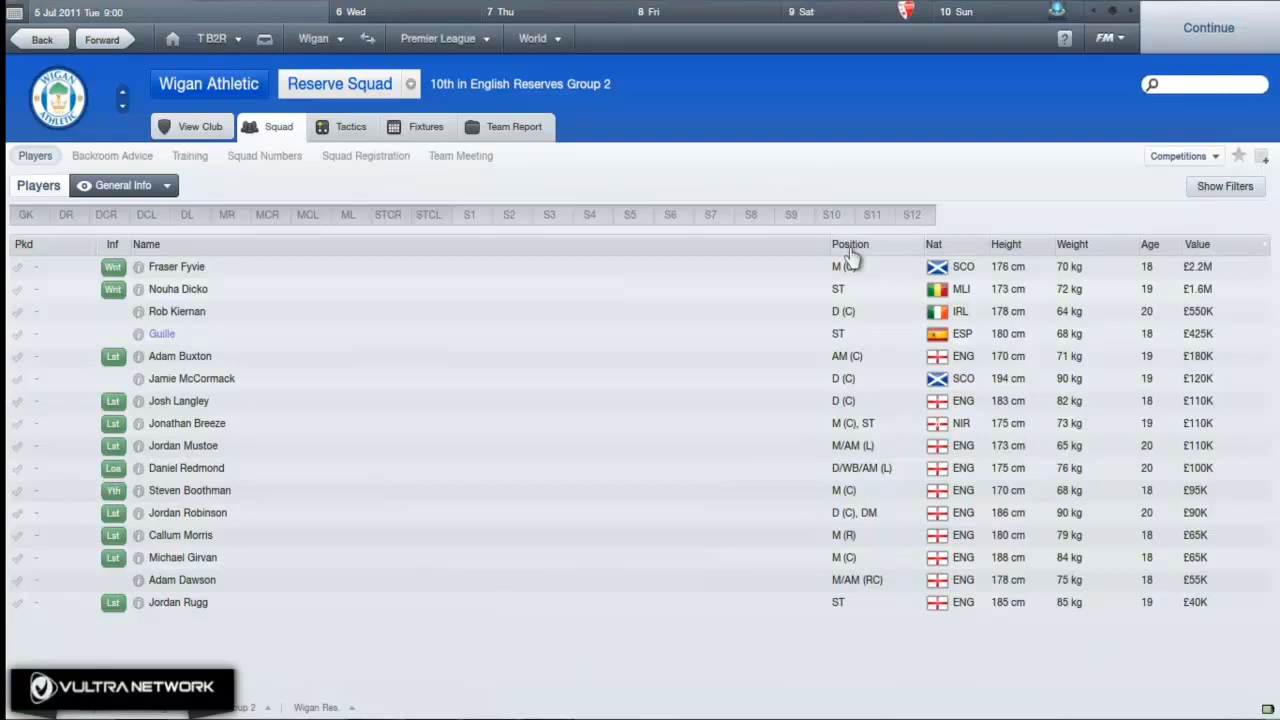 5 Jul 2011 Tue 9:00 6 Wed 7 Thu 8 Fri 9 Sat 10 Sun
Back Forward T B2R Wigan Premier League World ? FM Continue
Wigan Athletic Reserve Squad 10th in English Reserves Group 2
WIGAN ATHLETIC
View Club Squad Tactics Fixtures Team Report
Players Backroom Advice Training Squad Numbers Squad Registration Team Meeting Competitions
Players General Info Show Filters
GK DR DCR DCL DL MR MCR MCL ML STCR STCL S1 S2 S3 S4 S5 S6 S7 S8 S9 S10 S11 S12
Pkd Inf Name Position Nat Height Weight Age Value
- Wnt Fraser Fyvie M SCO 176 cm 70 kg 18 £2.2M
- Wnt Nouha Dicko ST MLI 173 cm 72 kg 19 £1.6M
- Rob Kiernan D (C) IRL 178 cm 64 kg 20 £550K
- Guille ST ESP 180 cm 68 kg 18 £425K
- Lst Adam Buxton AM (C) ENG 170 cm 71 kg 19 £180K
- Jamie McCormack D (C) SCO 194 cm 90 kg 19 £120K
- Lst Josh Langley D (C) ENG 183 cm 82 kg 18 £110K
- Lst Jonathan Breeze M (C), ST NIR 175 cm 73 kg 19 £110K
- Lst Jordan Mustoe M/AM (L) ENG 173 cm 65 kg 20 £110K
- Loa Daniel Redmond D/WB/AM (L) ENG 175 cm 76 kg 20 £100K
- Yth Steven Boothman M (C) ENG 170 cm 68 kg 18 £95K
- Lst Jordan Robinson D (C), DM ENG 186 cm 90 kg 20 £90K
- Lst Callum Morris M (R) ENG 180 cm 79 kg 18 £65K
- Lst Michael Girvan M (C) ENG 188 cm 84 kg 18 £65K
- Adam Dawson M/AM (RC) ENG 178 cm 75 kg 18 £55K
- Lst Jordan Rugg ST ENG 185 cm 85 kg 19 £40K
VULTRA NETWORK
oup 2 Wigan Res.